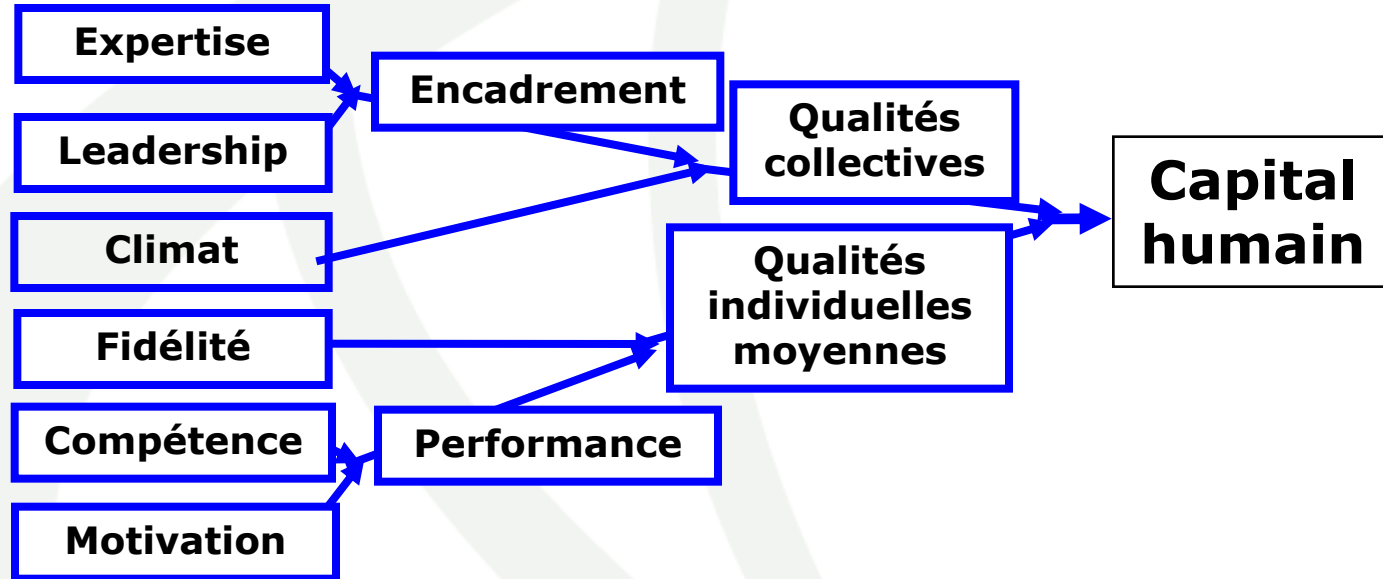 Expertise
Leadership
Climat
Fidélité
Compétence
Motivation
Encadrement
Performance
Qualités
collectives
Qualités
individuelles
moyennes
Capital
humain